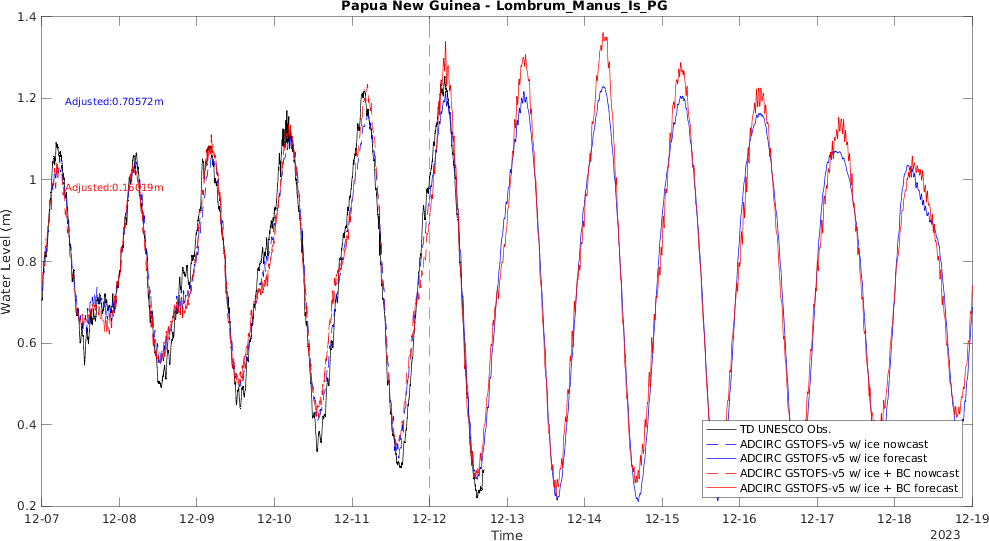 Papua New Guinea - Lombrum_Manus_Is_PG
1.4
1.2
1
0.8
0.6
0.4
0.2
Water Level (m)
Adjusted:0.70572m
Adjusted:0.16019m
TD UNESCO Obs.
ADCIRC GSTOFS-v5 w/ ice nowcast
ADCIRC GSTOFS-v5 w/ ice forecast
ADCIRC GSTOFS-v5 w/ ice + BC nowcast
ADCIRC GSTOFS-v5 w/ ice + BC forecast
12-07 12-08 12-09 12-10 12-11 12-12 12-13 12-14 12-15 12-16 12-17 12-18 12-19
Time
2023